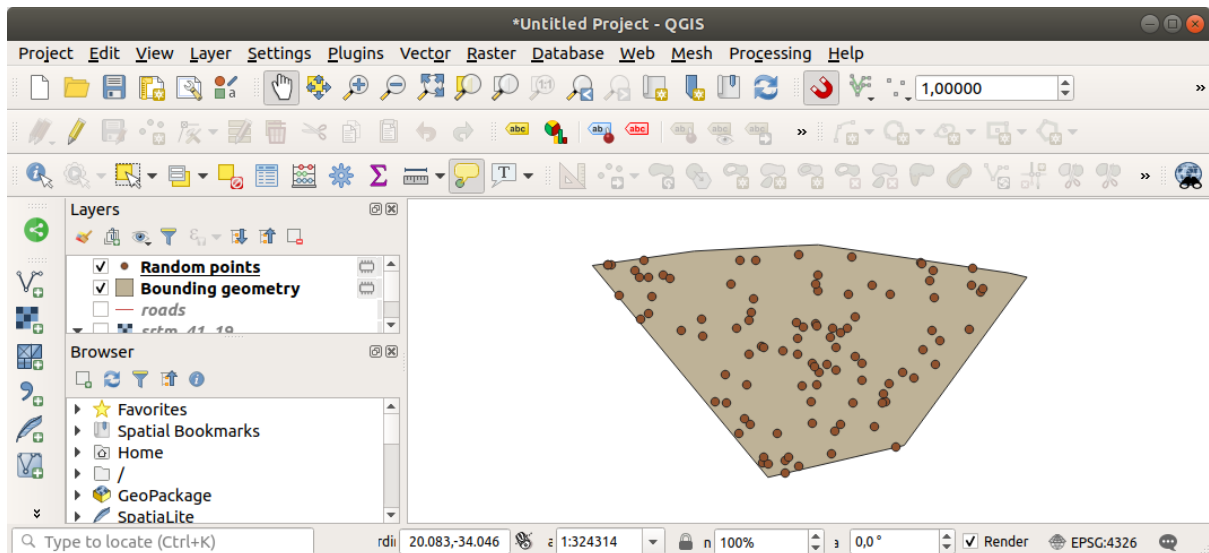 *Untitled Project - QGIS
Project Edit View Layer Settings Plugins Vector Raster Database Web Mesh Processing Help
1,00000
Layers
Random points
Bounding geometry
roads
srtm_41_19
Browser
Favorites
Spatial Bookmarks
Home
/
GeoPackage
SpatiaLite
Type to locate (Ctrl+K) rdi 20.083,-34.046 1:324314 n 100% 0,0 ° Render EPSG:4326